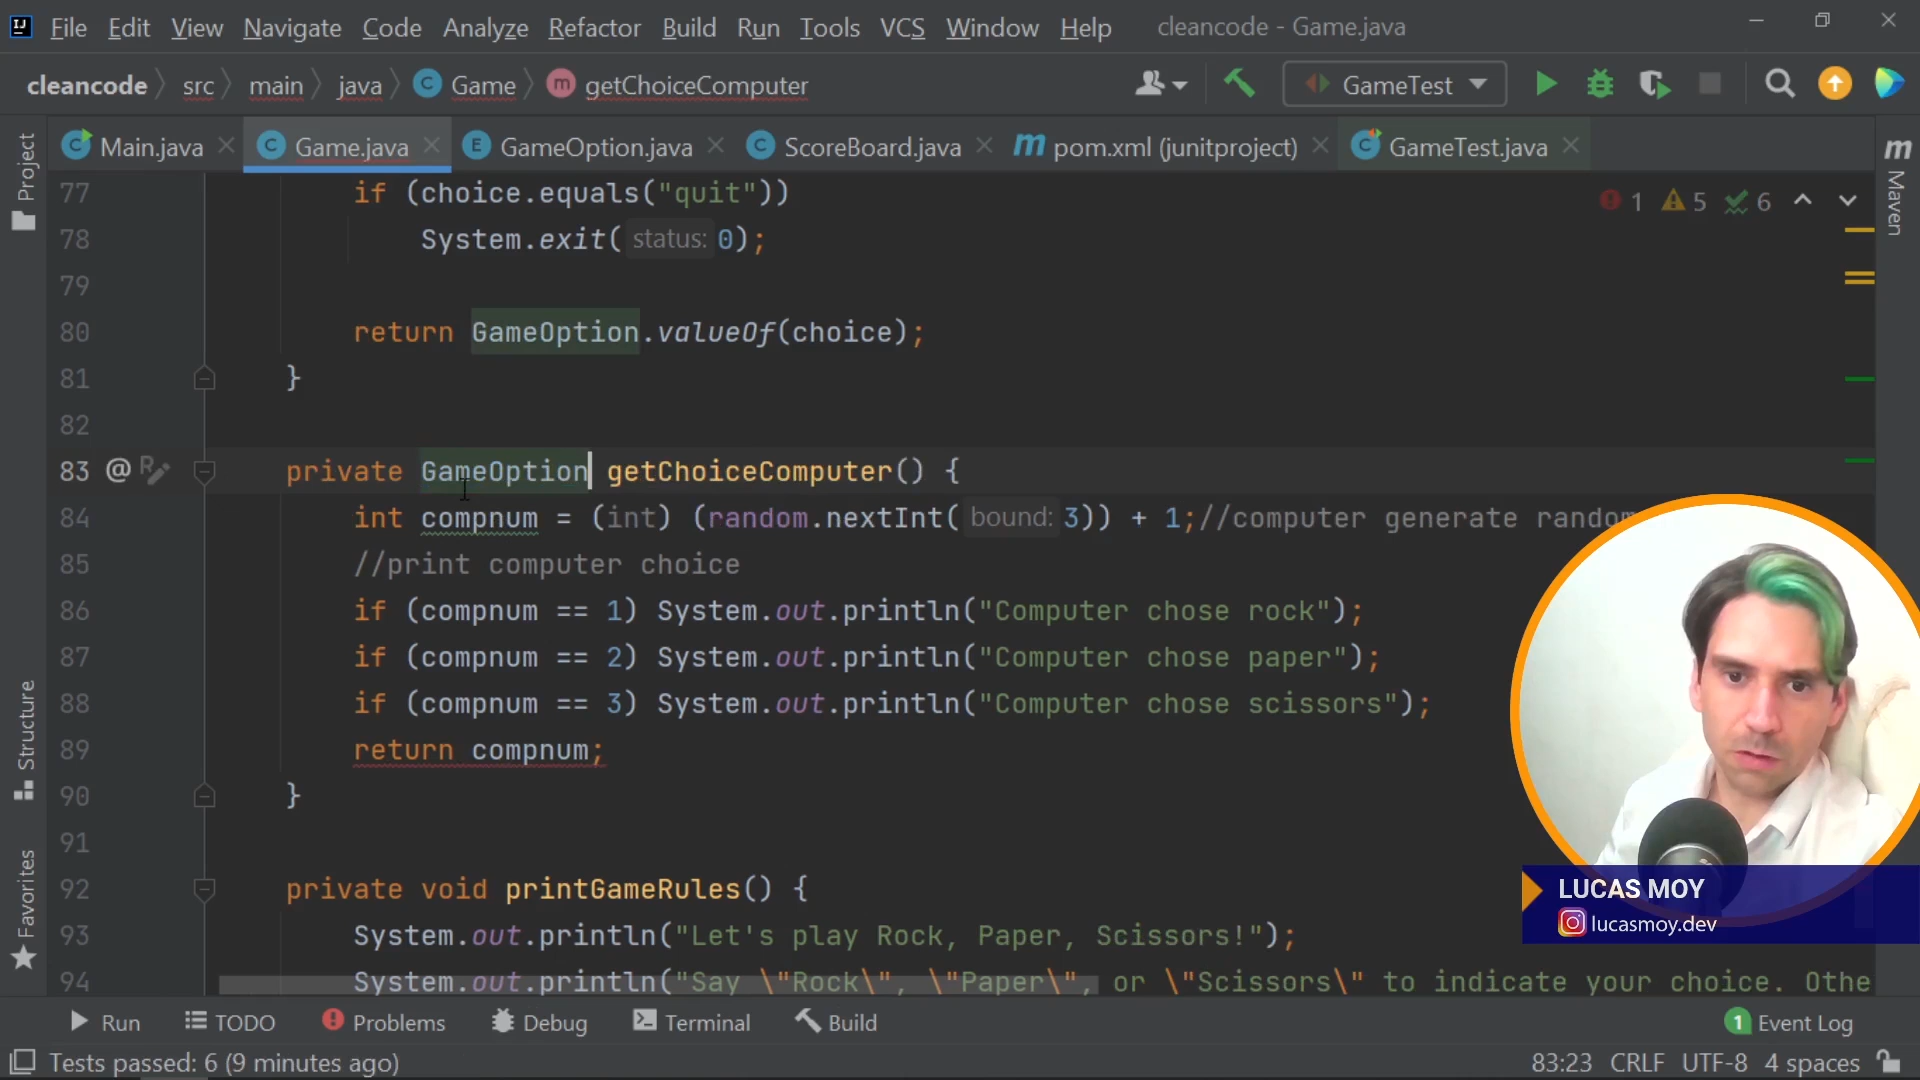 File Edit View Navigate Code Analyze Refactor Build Run Tools VCS Window Help cleancode - Game.java
cleancode src main java C Game m getChoiceComputer GameTest
C Main.java C Game.java E GameOption.java C ScoreBoard.java m pom.xml (junitproject) C GameTest.java
Project
Structure
Favorites
m Maven
1 5 6
77 if (choice.equals("quit"))
78 System.exit( status: 0);
79
80 return GameOption.valueOf(choice);
81 }
82
83 @ R private GameOption getChoiceComputer() {
84 int compnum = (int) (random.nextInt( bound: 3)) + 1;//computer generate random
85 //print computer choice
86 if (compnum == 1) System.out.println("Computer chose rock");
87 if (compnum == 2) System.out.println("Computer chose paper");
88 if (compnum == 3) System.out.println("Computer chose scissors");
89 return compnum;
90 }
91
92 private void printGameRules() {
93 System.out.println("Let's play Rock, Paper, Scissors!");
94 System.out.println("Say \"Rock\", \"Paper\", or \"Scissors\" to indicate your choice. Othe
LUCAS MOY
lucasmoy.dev
Run TODO Problems Debug Terminal Build 1 Event Log
Tests passed: 6 (9 minutes ago) 83:23 CRLF UTF-8 4 spaces